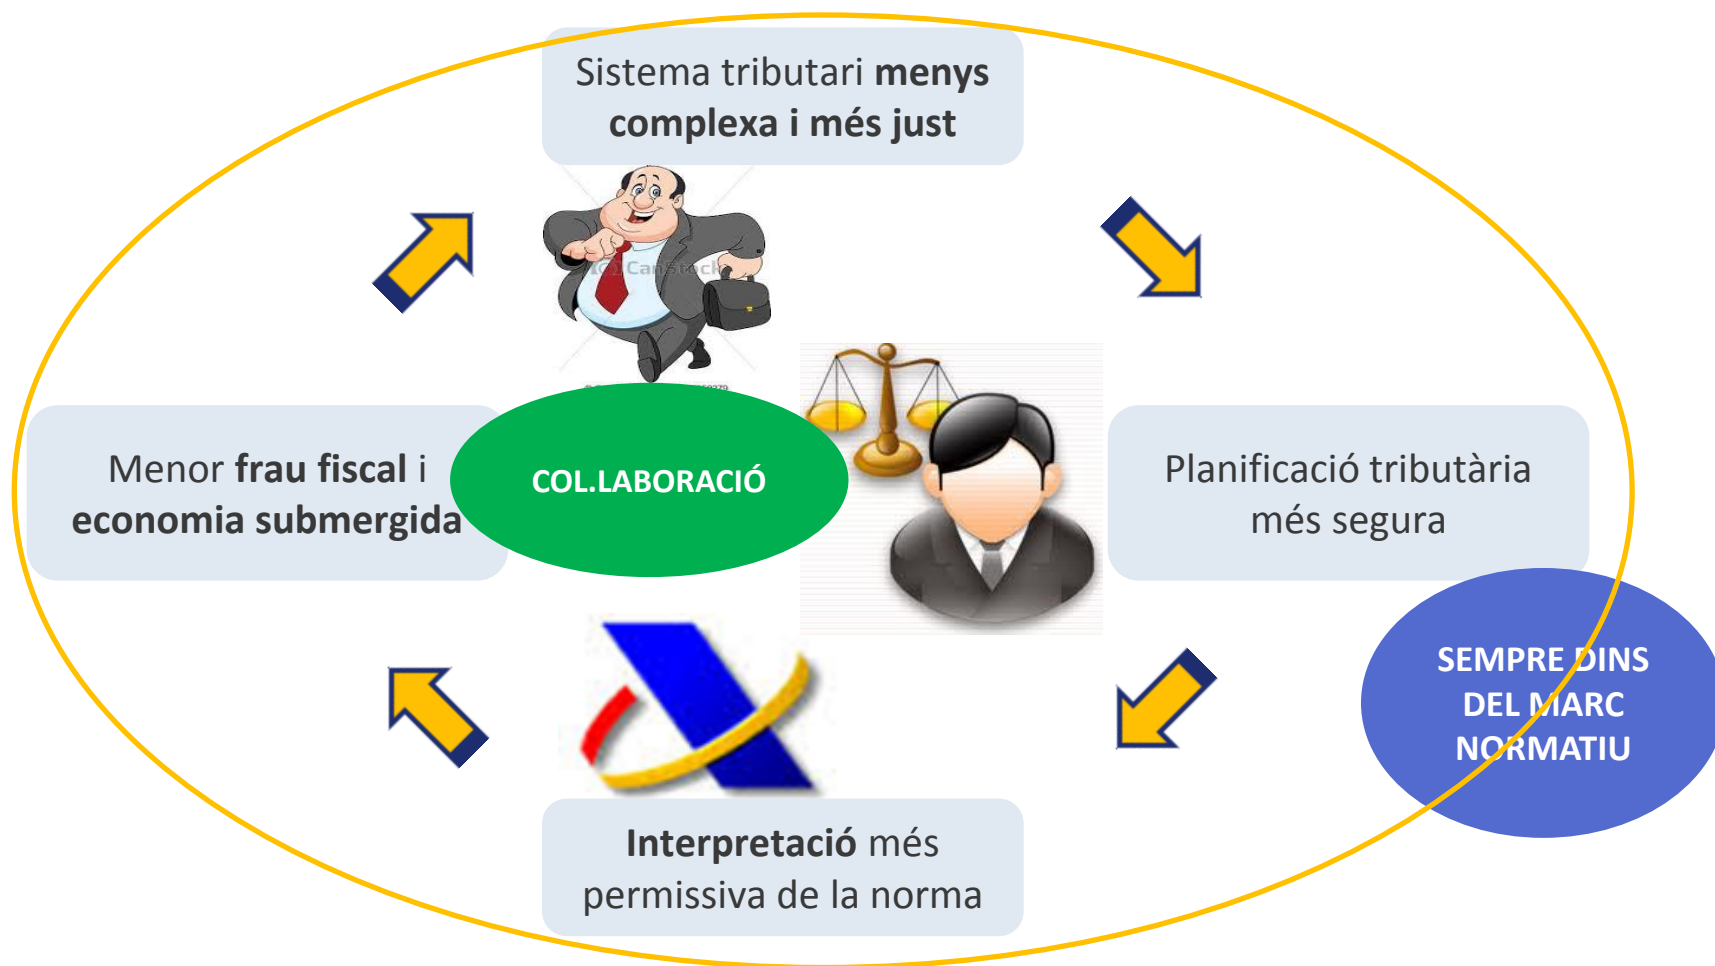 Sistema tributari menys
complexa i més just
CanStock
Menor frau fiscal i
economia submergida
COL.LABORACIÓ
Planificació tributària
més segura
SEMPRE DINS
DEL MARC
NORMATIU
Interpretació més
permissiva de la norma